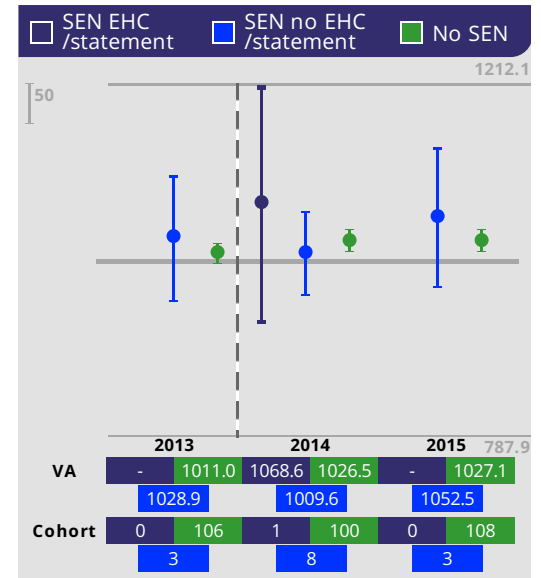 SEN EHC
/statement
SEN no EHC
/statement
No SEN
1212.1
50
2013 2014 2015 787.9
VA - 1011.0 1068.6 1026.5 - 1027.1
1028.9 1009.6 1052.5
Cohort 0 106 1 100 0 108
3 8 3